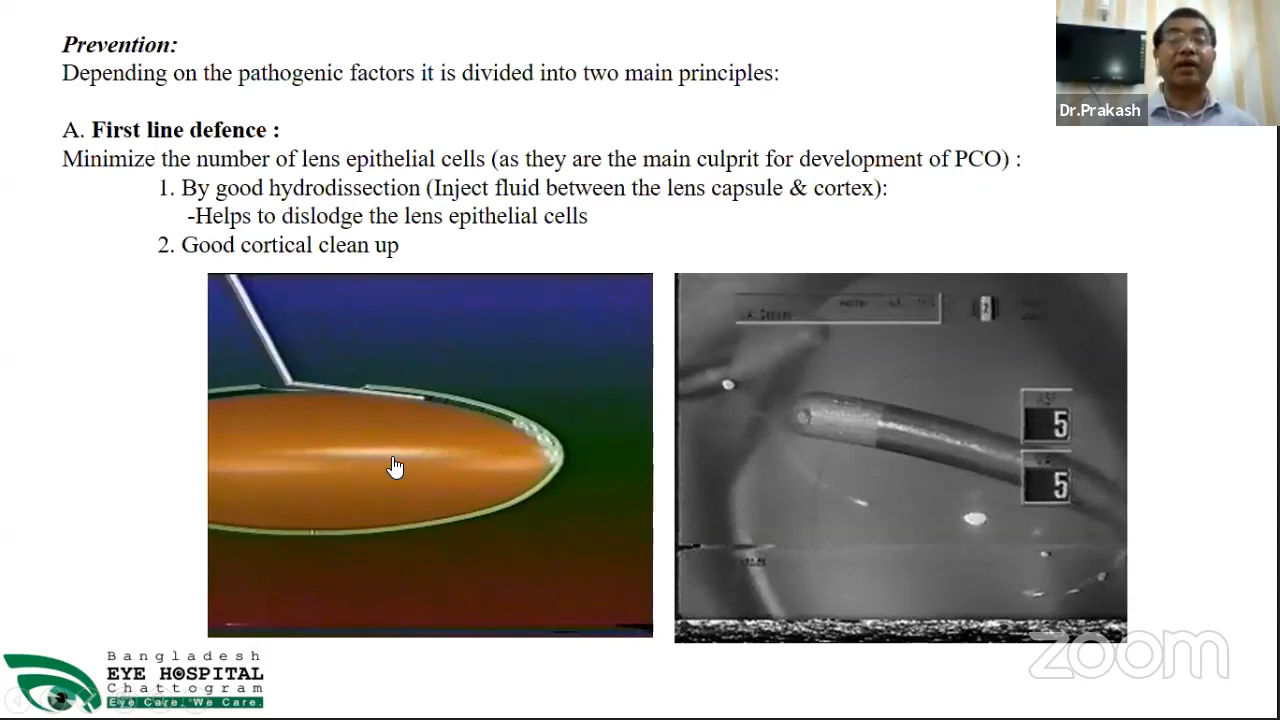 Prevention:
Depending on the pathogenic factors it is divided into two main principles:
A. First line defence :
Minimize the number of lens epithelial cells (as they are the main culprit for development of PCO) :
1. By good hydrodissection (Inject fluid between the lens capsule & cortex):
-Helps to dislodge the lens epithelial cells
2. Good cortical clean up
Dr.Prakash
2
ASP
5
5
zoom
Bangladesh
EYE HOSPITAL
Chattogram
Eye Care, We Care.